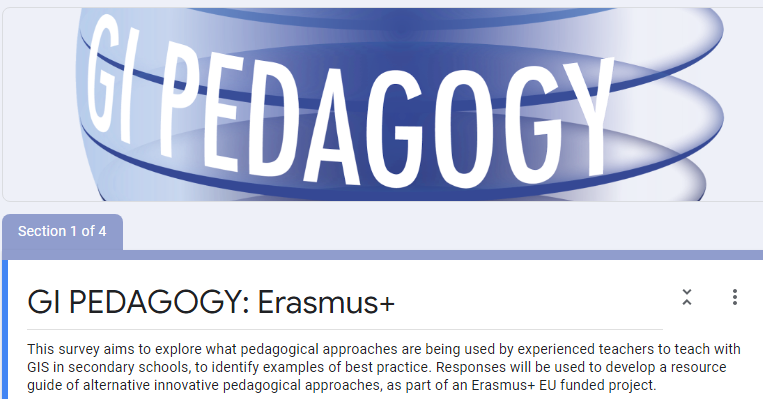 GI PEDAGOGY
Section 1 of 4
GI PEDAGOGY: Erasmus+
This survey aims to explore what pedagogical approaches are being used by experienced teachers to teach with
GIS in secondary schools, to identify examples of best practice. Responses will be used to develop a resource
guide of alternative innovative pedagogical approaches, as part of an Erasmus+ EU funded project.